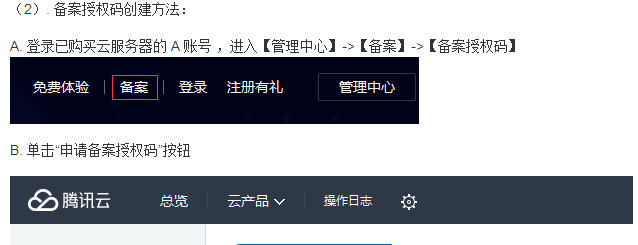 （2）. 备案授权码创建方法：
A. 登录已购买云服务器的 A 账号 ，进入【管理中心】->【备案】->【备案授权码】
免费体验 备案 登录 注册有礼 管理中心
B. 单击“申请备案授权码”按钮
腾讯云 总览 云产品 操作日志